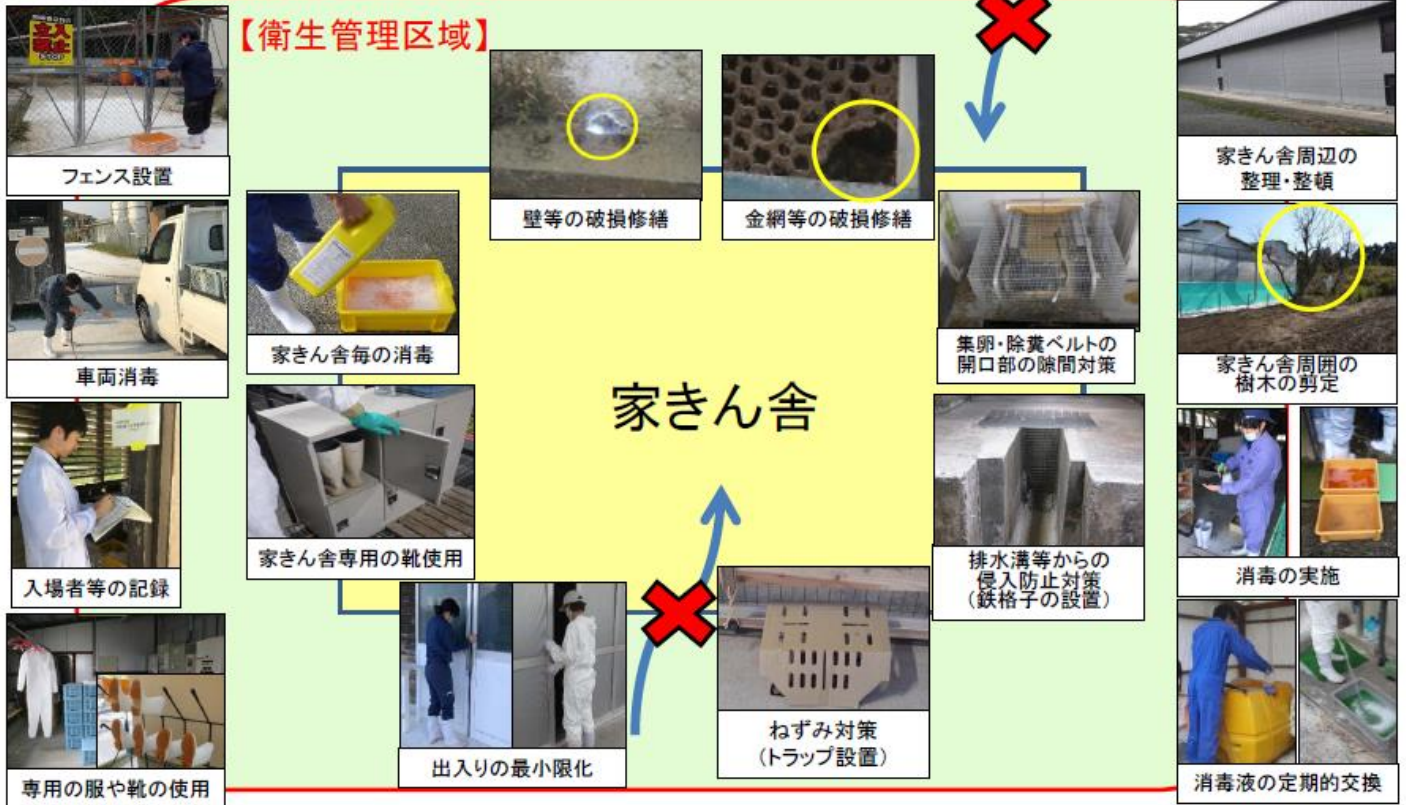 立入
禁止
【衛生管理区域】
フェンス設置
車両消毒
入場者等の記録
専用の服や靴の使用
壁等の破損修繕
金網等の破損修繕
家きん舎毎の消毒
家きん舎専用の靴使用
家きん舎
集卵・除糞ベルトの
開口部の隙間対策
排水溝等からの
侵入防止対策
（鉄格子の設置）
出入りの最小限化
ねずみ対策
（トラップ設置）
家きん舎周辺の
整理・整頓
家きん舎周囲の
樹木の剪定
消毒の実施
消毒液の定期的交換